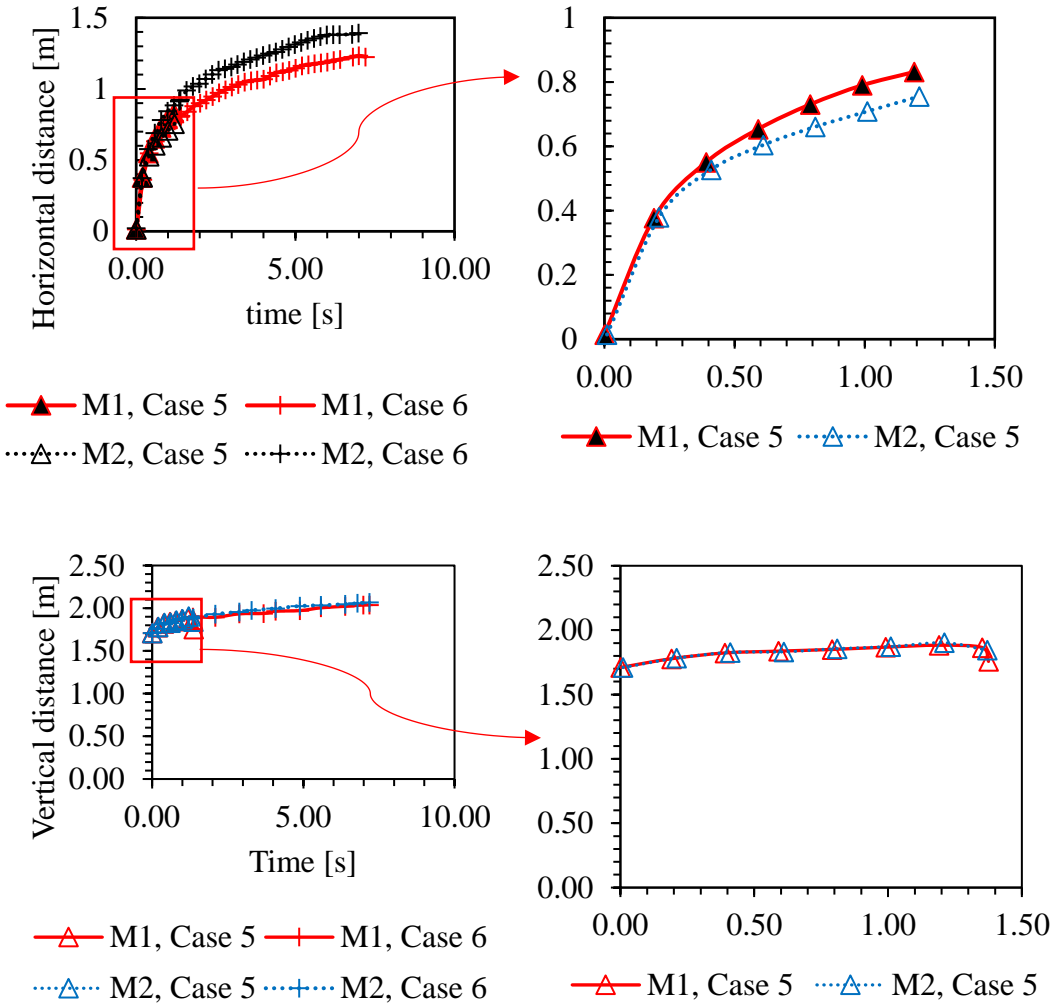 Horizontal distance [m]
1.5
1
0.5
0
0.00 5.00 10.00
time [s]
M1, Case 5 M1, Case 6
M2, Case 5 M2, Case 6
1
0.8
0.6
0.4
0.2
0
0.00 0.50 1.00 1.50
M1, Case 5 M2, Case 5
Vertical distance [m]
2.50
2.00
1.50
1.00
0.50
0.00
0.00 5.00 10.00
Time [s]
M1, Case 5 M1, Case 6
M2, Case 5 M2, Case 6
2.50
2.00
1.50
1.00
0.50
0.00
0.00 0.50 1.00 1.50
M1, Case 5 M2, Case 5